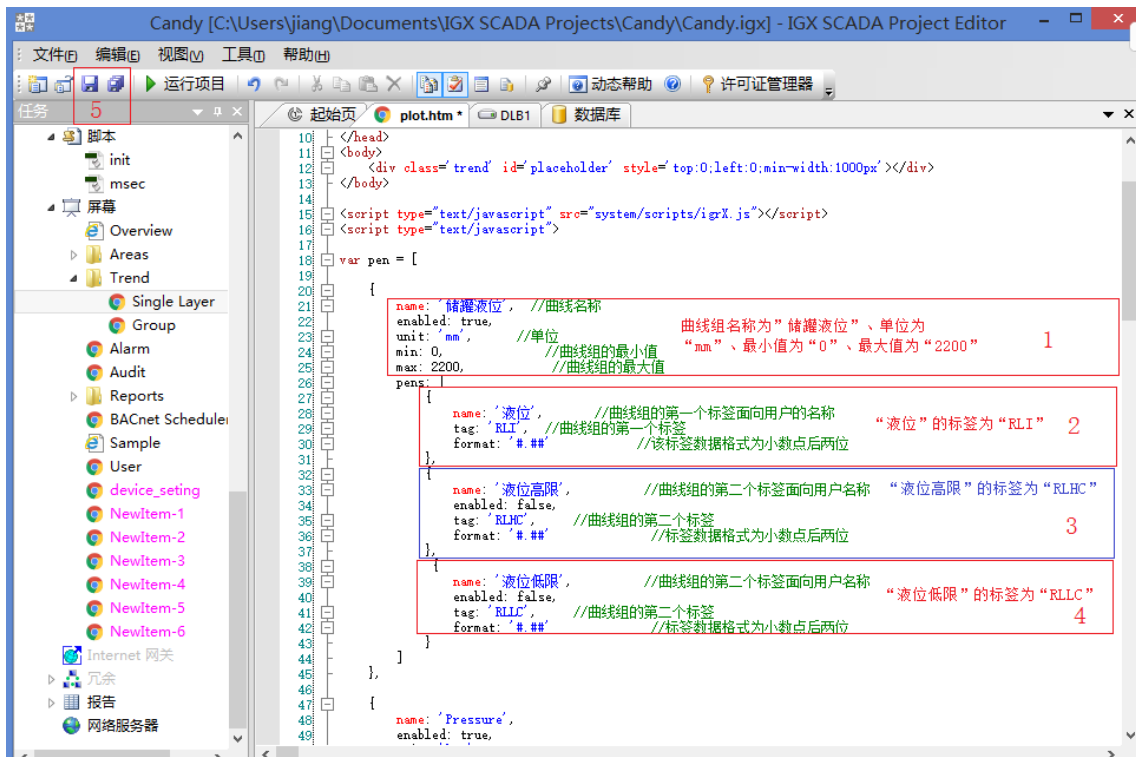 Candy [C:\Users\jiang\Documents\IGX SCADA Projects\Candy\Candy.igx] - IGX SCADA Project Editor
文件(F) 编辑(E) 视图(V) 工具(T) 帮助(H)
运行项目 动态帮助 许可证管理器
任务 5
起始页 plot.htm * DLB1 数据库
脚本
init
msec
屏幕
Overview
Areas
Trend
Single Layer
Group
Alarm
Audit
Reports
BACnet Scheduler
Sample
User
device_seting
NewItem-1
NewItem-2
NewItem-3
NewItem-4
NewItem-5
NewItem-6
Internet 网关
冗余
报告
网络服务器
10 </head>
11 <body>
12 <div class='trend' id='placeholder' style='top:0;left:0;min-width:1000px'></div>
13 </body>
14
15 <script type="text/javascript" src="system/scripts/igrX.js"></script>
16 <script type="text/javascript">
17
18 var pen = [
19
20 {
21 name: '储罐液位', //曲线名称
22 enabled: true,
23 unit: 'mm', //单位
24 min: 0, //曲线组的最小值
25 max: 2200, //曲线组的最大值
曲线组名称为”储罐液位”、单位为
“mm”、最小值为“0”、最大值为“2200”
1
26 pens: [
27 {
28 name: '液位', //曲线组的第一个标签面向用户的名称
29 tag: 'RLI', //曲线组的第一个标签
30 format: '#.##' //该标签数据格式为小数点后两位
31 },
“液位”的标签为“RLI” 2
32 {
33 name: '液位高限', //曲线组的第二个标签面向用户名称
34 enabled: false,
35 tag: 'RLHC', //曲线组的第二个标签
36 format: '#.##' //标签数据格式为小数点后两位
37 },
“液位高限”的标签为“RLHC”
3
38 {
39 name: '液位低限', //曲线组的第二个标签面向用户名称
40 enabled: false,
41 tag: 'RLLC', //曲线组的第二个标签
42 format: '#.##' //标签数据格式为小数点后两位
“液位低限”的标签为“RLLC”
4
43 }
44 ]
45 },
46
47 {
48 name: 'Pressure',
49 enabled: true,